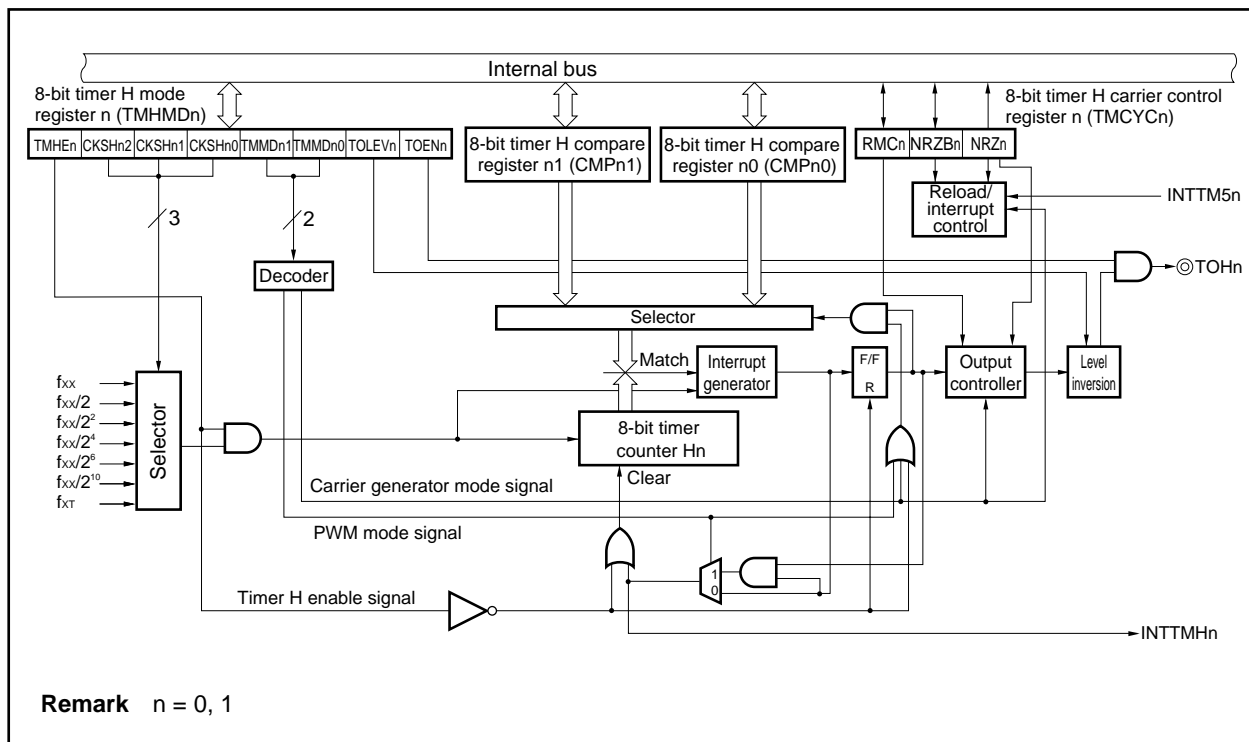 Internal bus
8-bit timer H mode
register n (TMHMDn)
8-bit timer H carrier control
register n (TMCYCn)
TMHEn CKSHn2 CKSHn1 CKSHn0 TMMDn1 TMMDn0 TOLEVn TOENn
8-bit timer H compare
register n1 (CMPn1)
8-bit timer H compare
register n0 (CMPn0)
RMCn NRZBn NRZn
Reload/
interrupt
control
INTTM5n
3
2
Decoder
TOHn
Selector
Match
Interrupt
generator
F/F
R
Output
controller
Level
inversion
fXX
fXX/2
fXX/2²
fXX/2⁴
fXX/2⁶
fXX/2¹⁰
fXT
Selector
8-bit timer
counter Hn
Clear
Carrier generator mode signal
PWM mode signal
1
0
Timer H enable signal
INTTMHn
Remark n = 0, 1